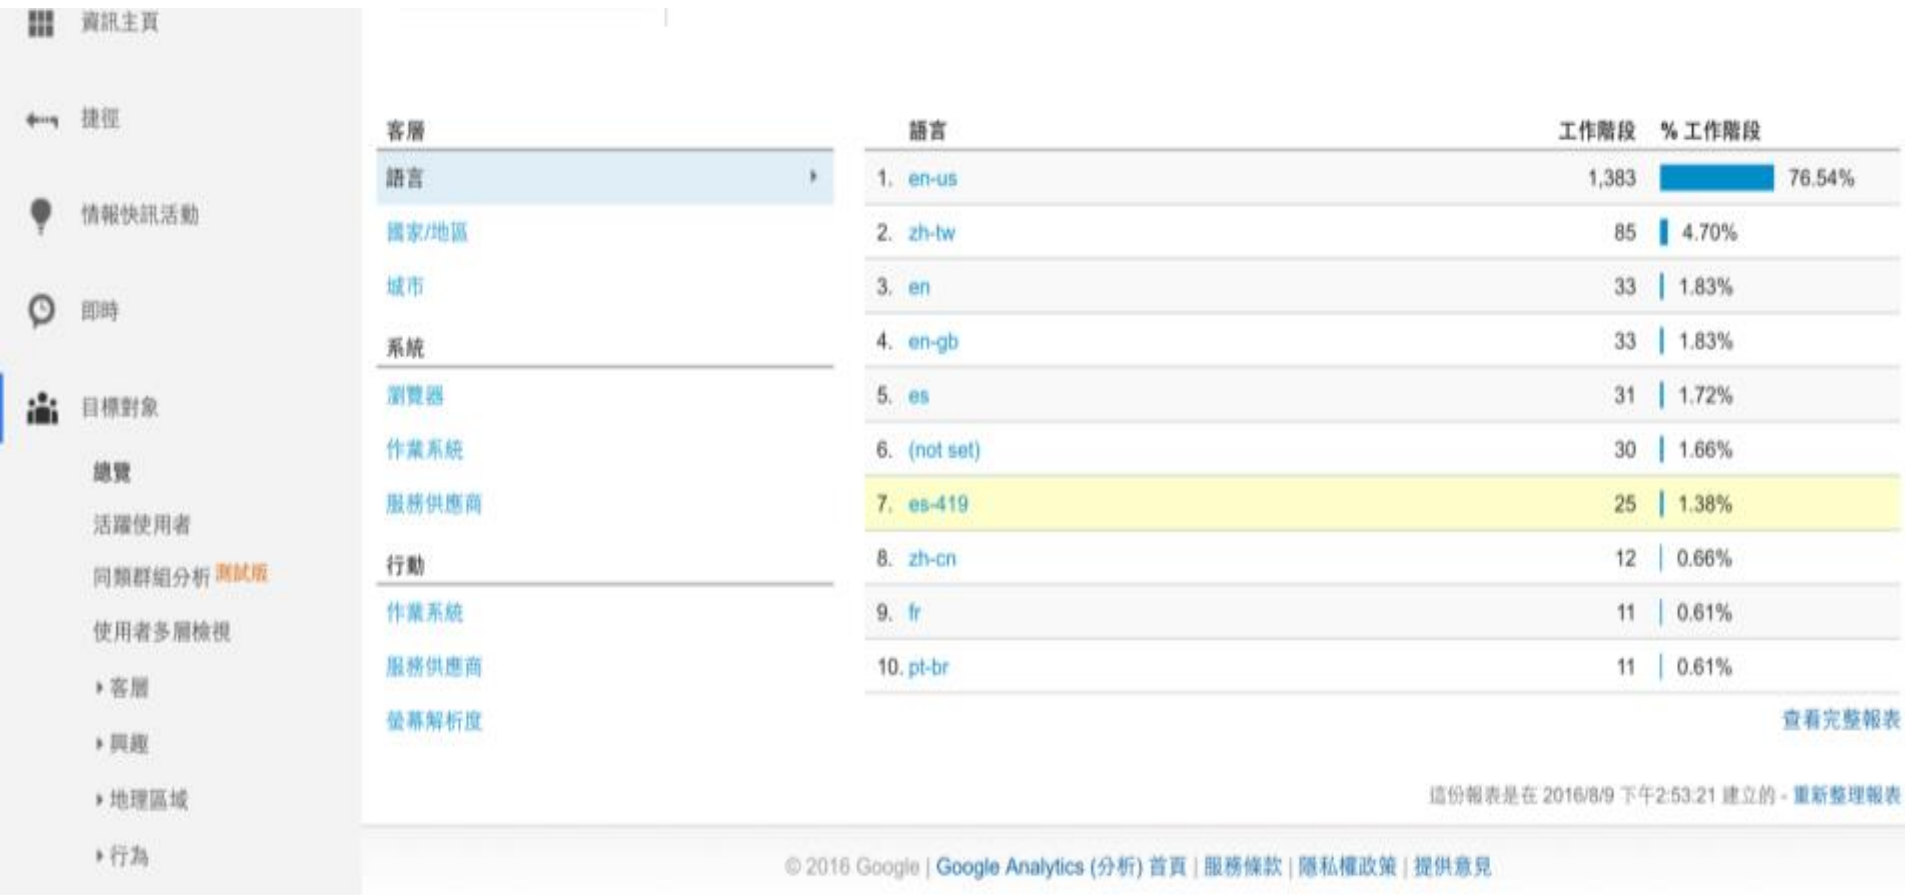 資訊主頁
捷徑
情報快訊活動
即時
目標對象
總覽
活躍使用者
同類群組分析 測試版
使用者多層檢視
客層
興趣
地理區域
行為
客層
語言
國家/地區
城市
系統
瀏覽器
作業系統
服務供應商
行動
作業系統
服務供應商
螢幕解析度
語言 工作階段 % 工作階段
1. en-us 1,383 76.54%
2. zh-tw 85 4.70%
3. en 33 1.83%
4. en-gb 33 1.83%
5. es 31 1.72%
6. (not set) 30 1.66%
7. es-419 25 1.38%
8. zh-cn 12 0.66%
9. fr 11 0.61%
10. pt-br 11 0.61%
查看完整報表
這份報表是在 2016/8/9 下午2:53:21 建立的 - 重新整理報表
© 2016 Google | Google Analytics (分析) 首頁 | 服務條款 | 隱私權政策 | 提供意見